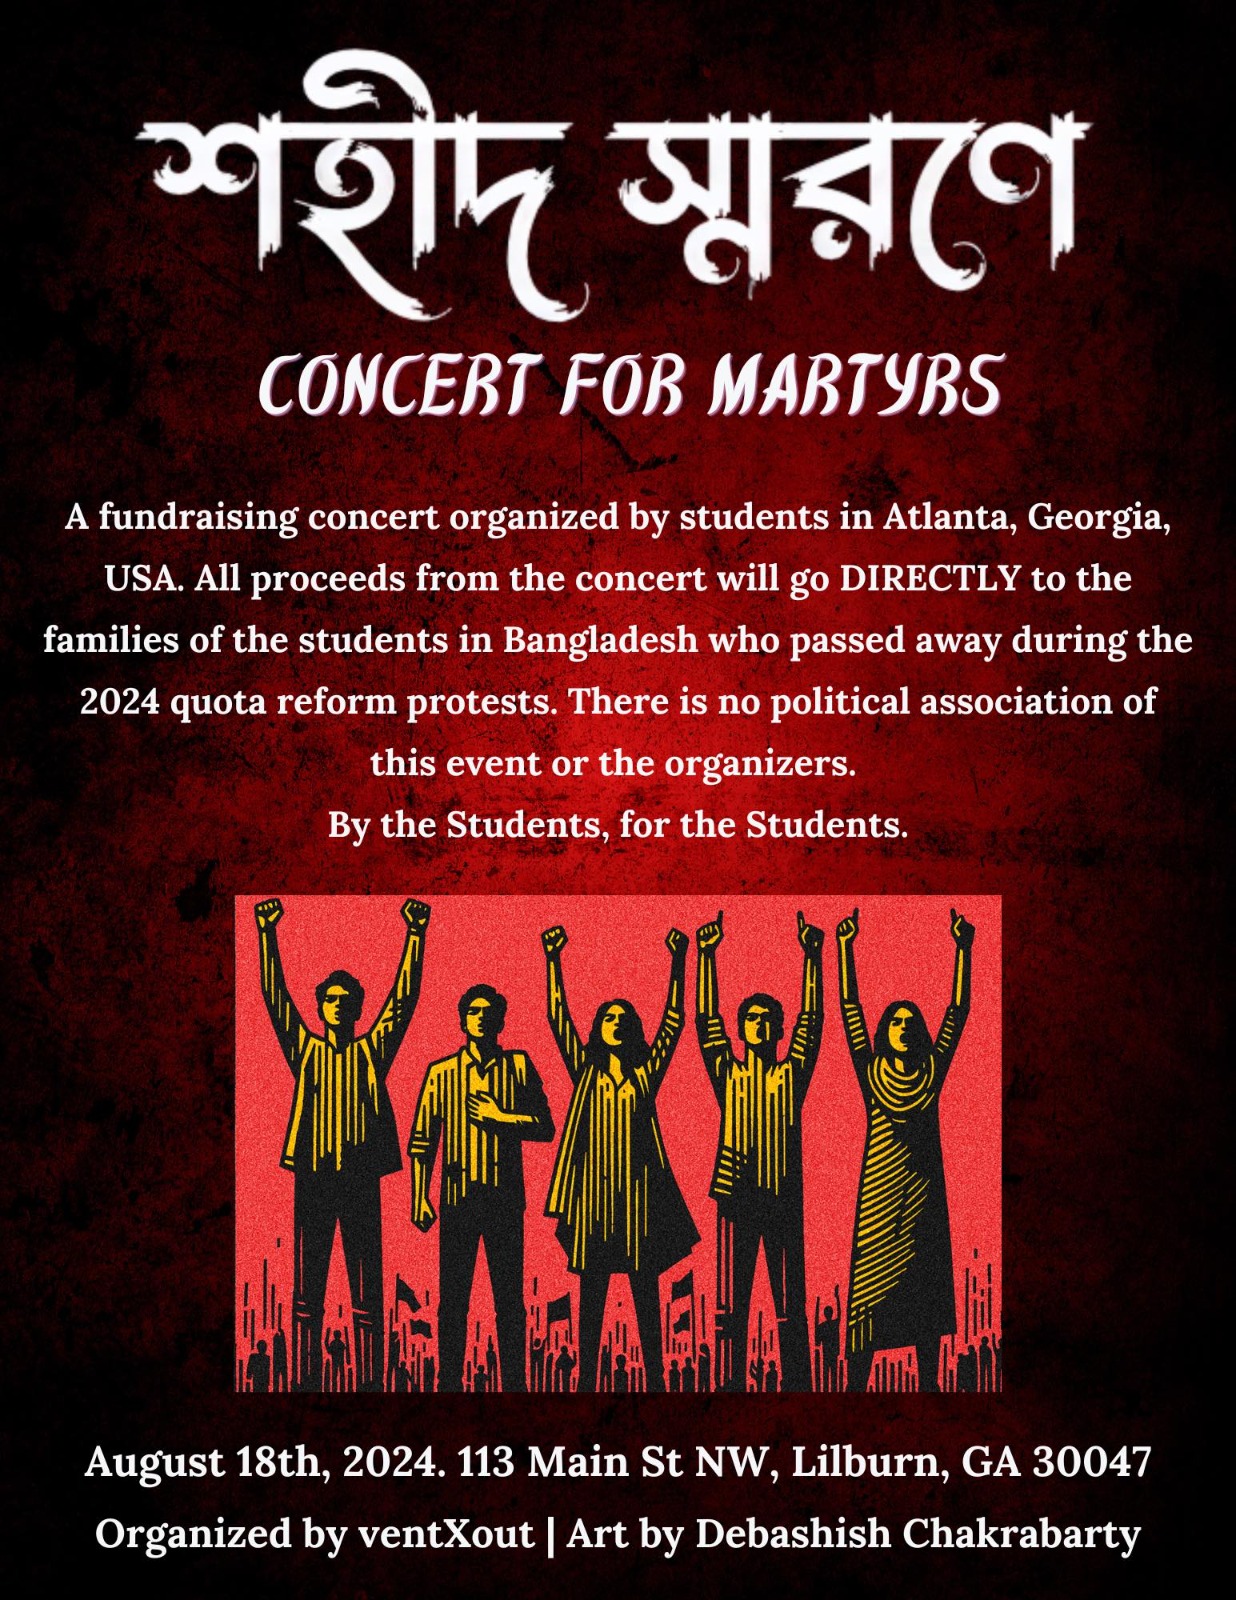 শহীদ স্মরণে
CONCERT FOR MARTYRS
A fundraising concert organized by students in Atlanta, Georgia,
USA. All proceeds from the concert will go DIRECTLY to the
families of the students in Bangladesh who passed away during the
2024 quota reform protests. There is no political association of
this event or the organizers.
By the Students, for the Students.
August 18th, 2024. 113 Main St NW, Lilburn, GA 30047
Organized by ventXout | Art by Debashish Chakrabarty